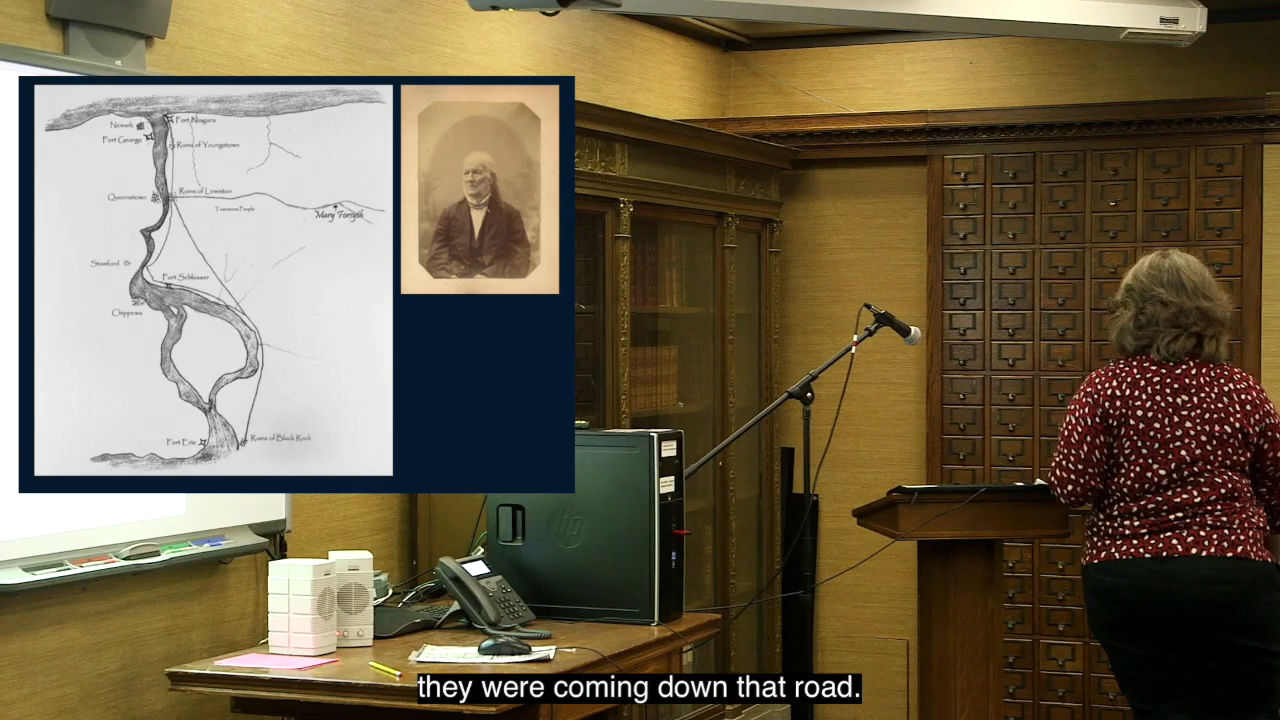 Newark
Fort Niagara
Fort George
Ruins of Youngstown
Queenstown
Ruins of Lewiston
Tuscarora People
Mary Forsyth
Stamford
Fort Schlosser
Chippewa
Fort Erie
Ruins of Black Rock
hp
they were coming down that road.